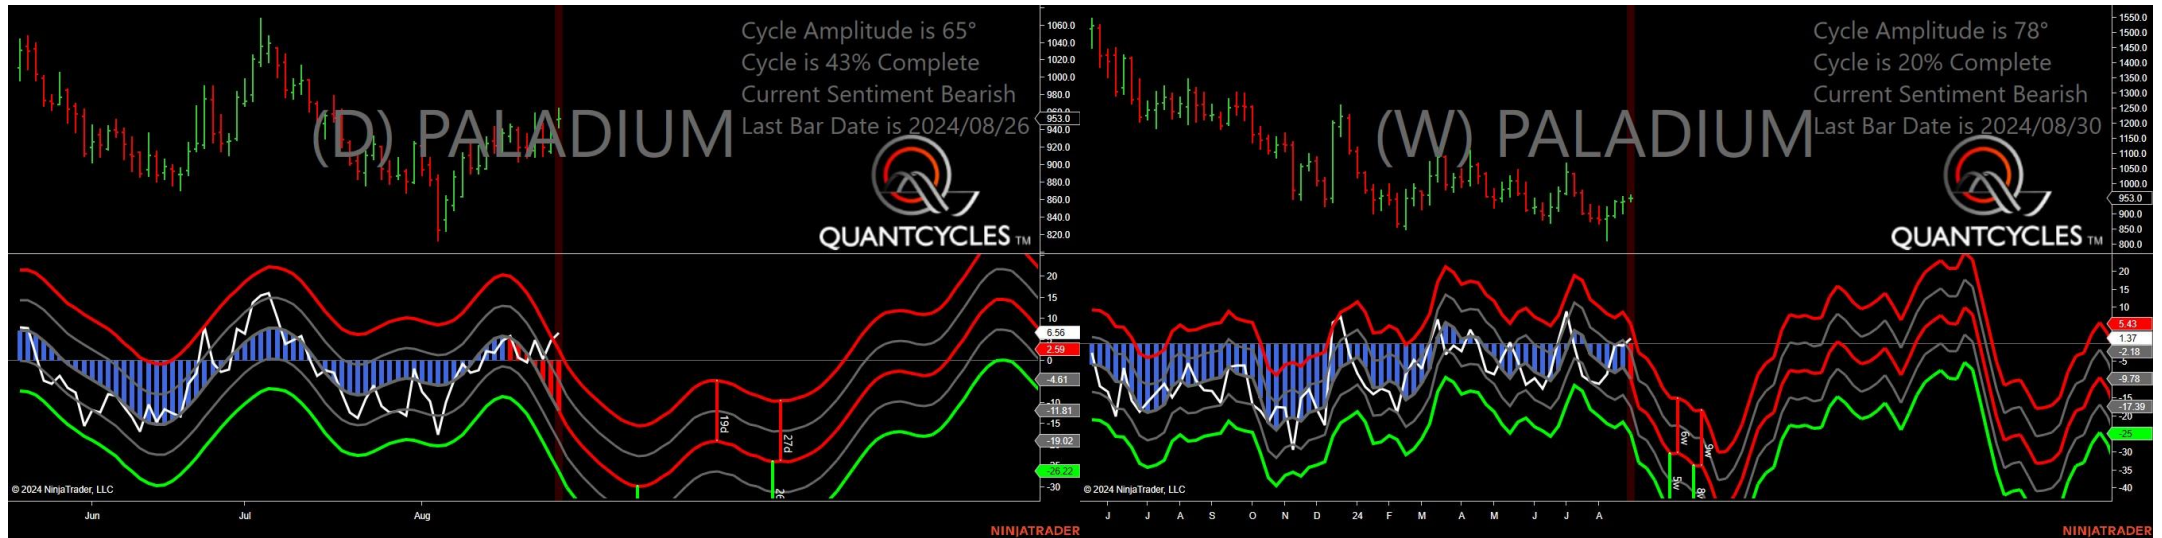 Cycle Amplitude is 65°
Cycle is 43% Complete
Current Sentiment Bearish
Last Bar Date is 2024/08/26
(D) PALADIUM
QUANTCYCLES TM
1060.0
1040.0
1020.0
1000.0
980.0
960.0
953.0
940.0
920.0
900.0
880.0
860.0
840.0
820.0
20
15
10
6.56
2.59
0
-4.61
-10
-11.81
-15
-19.02
-26.22
-30
19d
27d
© 2024 NinjaTrader, LLC
Jun Jul Aug
NINJATRADER
Cycle Amplitude is 78°
Cycle is 20% Complete
Current Sentiment Bearish
Last Bar Date is 2024/08/30
(W) PALADIUM
QUANTCYCLES TM
1550.0
1500.0
1450.0
1400.0
1350.0
1300.0
1250.0
1200.0
1150.0
1100.0
1050.0
1000.0
953.0
900.0
850.0
800.0
20
15
10
5.43
1.37
-2.18
-5
-9.78
-15
-17.39
-20
-25
-30
-35
-40
6w
9w
5w
© 2024 NinjaTrader, LLC
J J A S O N D 24 F M A M J J A
NINJATRADER